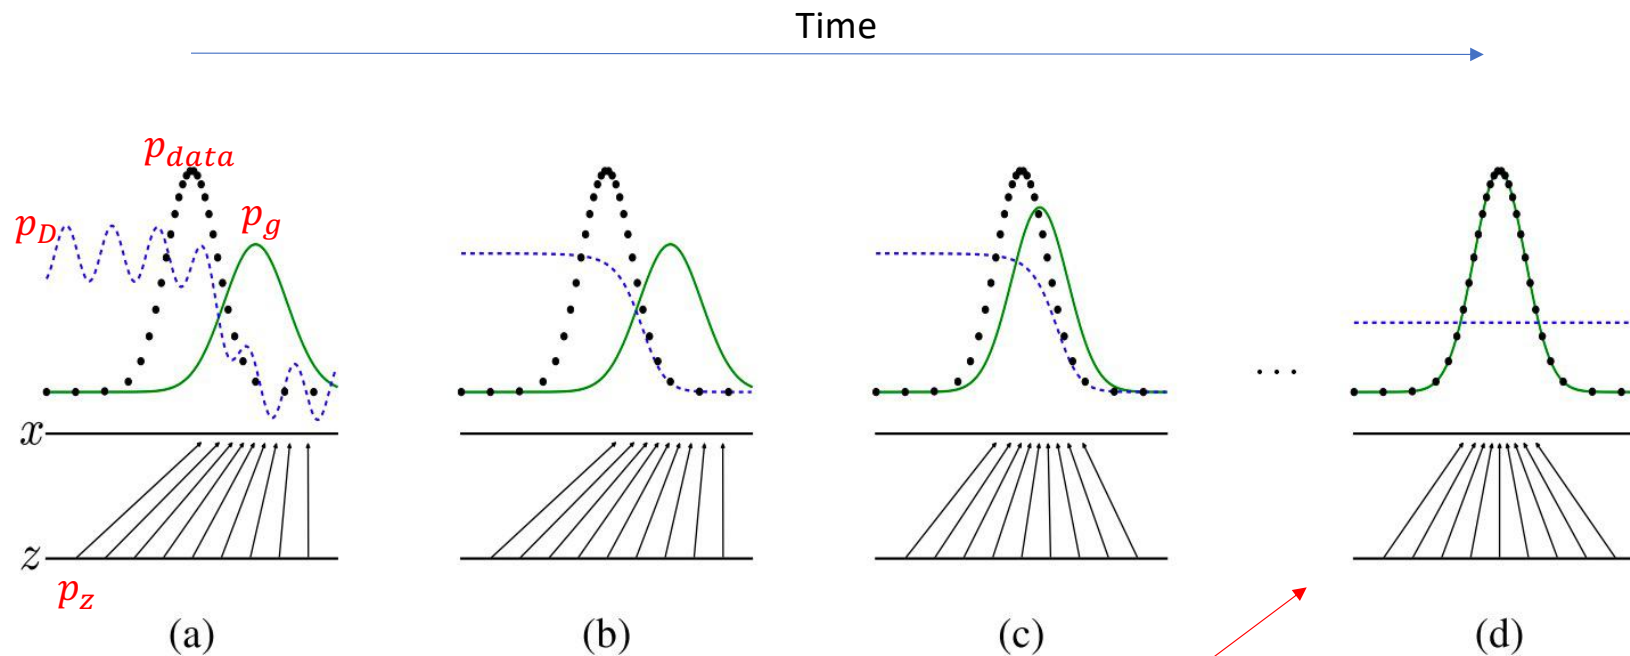 Time
p_data
p_D
p_g
. . .
x
z
p_z
(a) (b) (c) (d)